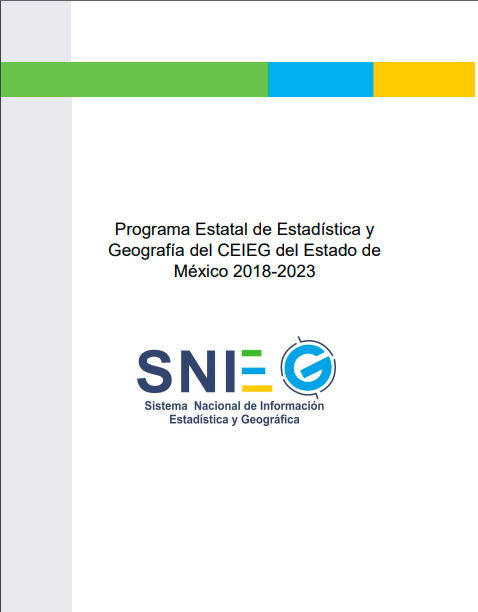 Programa Estatal de Estadística y
Geografía del CEIEG del Estado de
México 2018-2023
SNIEG
Sistema Nacional de Información
Estadística y Geográfica